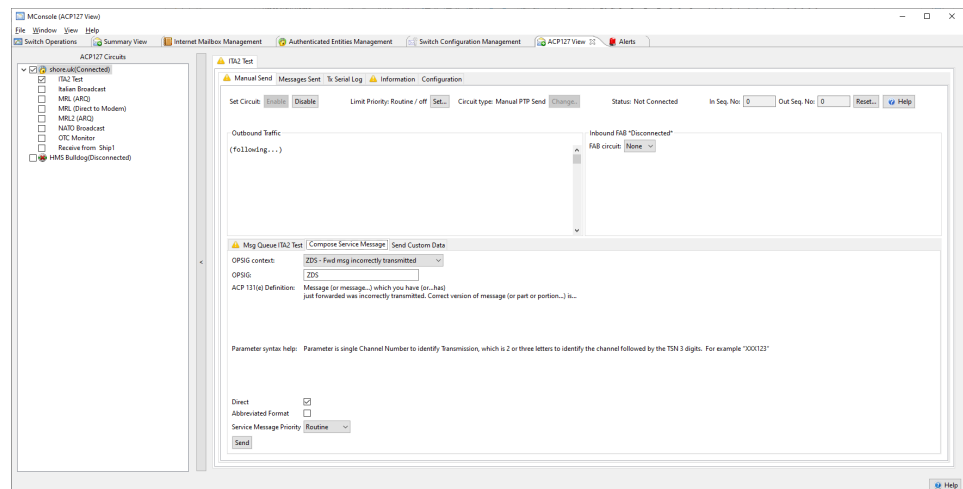 MConsole (ACP127 View)
File Window View Help
Switch Operations Summary View Internet Mailbox Management Authenticated Entities Management Switch Configuration Management ACP127 View Alerts
ACP127 Circuits
shore.uk(Connected)
ITA2 Test
Italian Broadcast
MRL (ARQ)
MRL (Direct to Modem)
MRL2 (ARQ)
NATO Broadcast
OTC Monitor
Receive from Ship1
HMS Bulldog(Disconnected)
<
ITA2 Test
Manual Send Messages Sent Tx Serial Log Information Configuration
Set Circuit: Enable Disable Limit Priority: Routine / off Set... Circuit type: Manual PTP Send Change.. Status: Not Connected In Seq. No: 0 Out Seq. No: 0 Reset... Help
Outbound Traffic
(following...)
Inbound FAB "Disconnected"
FAB circuit: None
Msg Queue ITA2 Test Compose Service Message Send Custom Data
OPSIG context: ZDS - Fwd msg incorrectly transmitted
OPSIG: ZDS
ACP 131(e) Definition: Message (or message...) which you have (or...has)
just forwarded was incorrectly transmitted. Correct version of message (or part or portion...) is...
Parameter syntax help: Parameter is single Channel Number to identify Transmission, which is 2 or three letters to identify the channel followed by the TSN 3 digits. For example "XXX123"
Direct
Abbreviated Format
Service Message Priority Routine
Send
Help